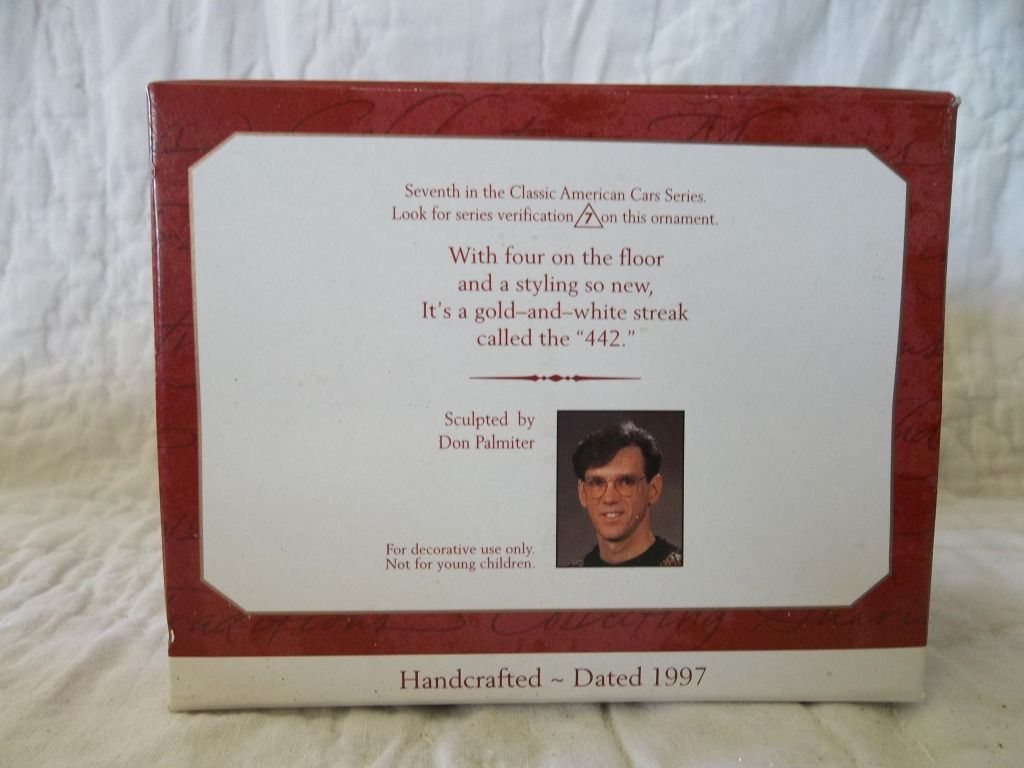 Seventh in the Classic American Cars Series.
Look for series verification 7 on this ornament.
With four on the floor
and a styling so new,
It's a gold–and–white streak
called the “442.”
Sculpted by
Don Palmiter
For decorative use only.
Not for young children.
Traditions Collecting
Handcrafted ~ Dated 1997